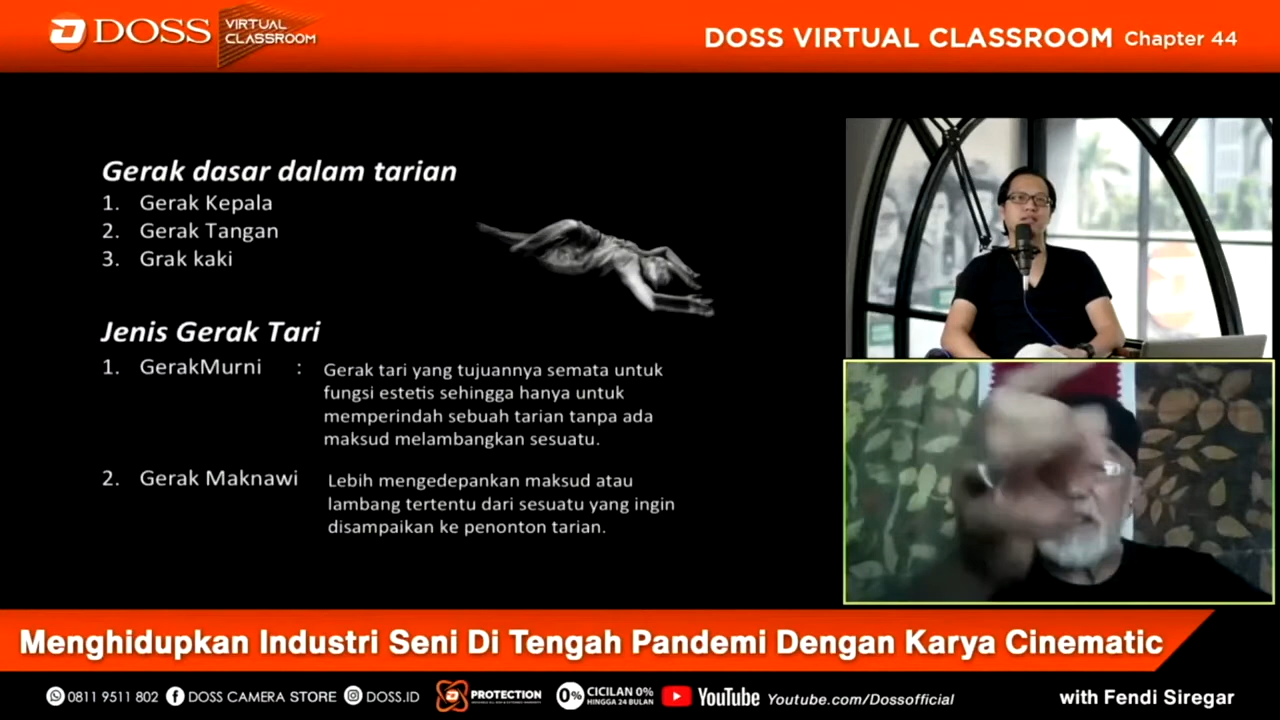 DOSS VIRTUAL CLASSROOM
DOSS VIRTUAL CLASSROOM Chapter 44
Gerak dasar dalam tarian
1. Gerak Kepala
2. Gerak Tangan
3. Grak kaki
Jenis Gerak Tari
1. GerakMurni : Gerak tari yang tujuannya semata untuk
fungsi estetis sehingga hanya untuk
memperindah sebuah tarian tanpa ada
maksud melambangkan sesuatu.
2. Gerak Maknawi Lebih mengedepankan maksud atau
lambang tertentu dari sesuatu yang ingin
disampaikan ke penonton tarian.
Menghidupkan Industri Seni Di Tengah Pandemi Dengan Karya Cinematic
0811 9511 802 DOSS CAMERA STORE DOSS.ID PROTECTION 0% CICILAN 0% HINGGA 24 BULAN YouTube Youtube.com/Dossofficial with Fendi Siregar